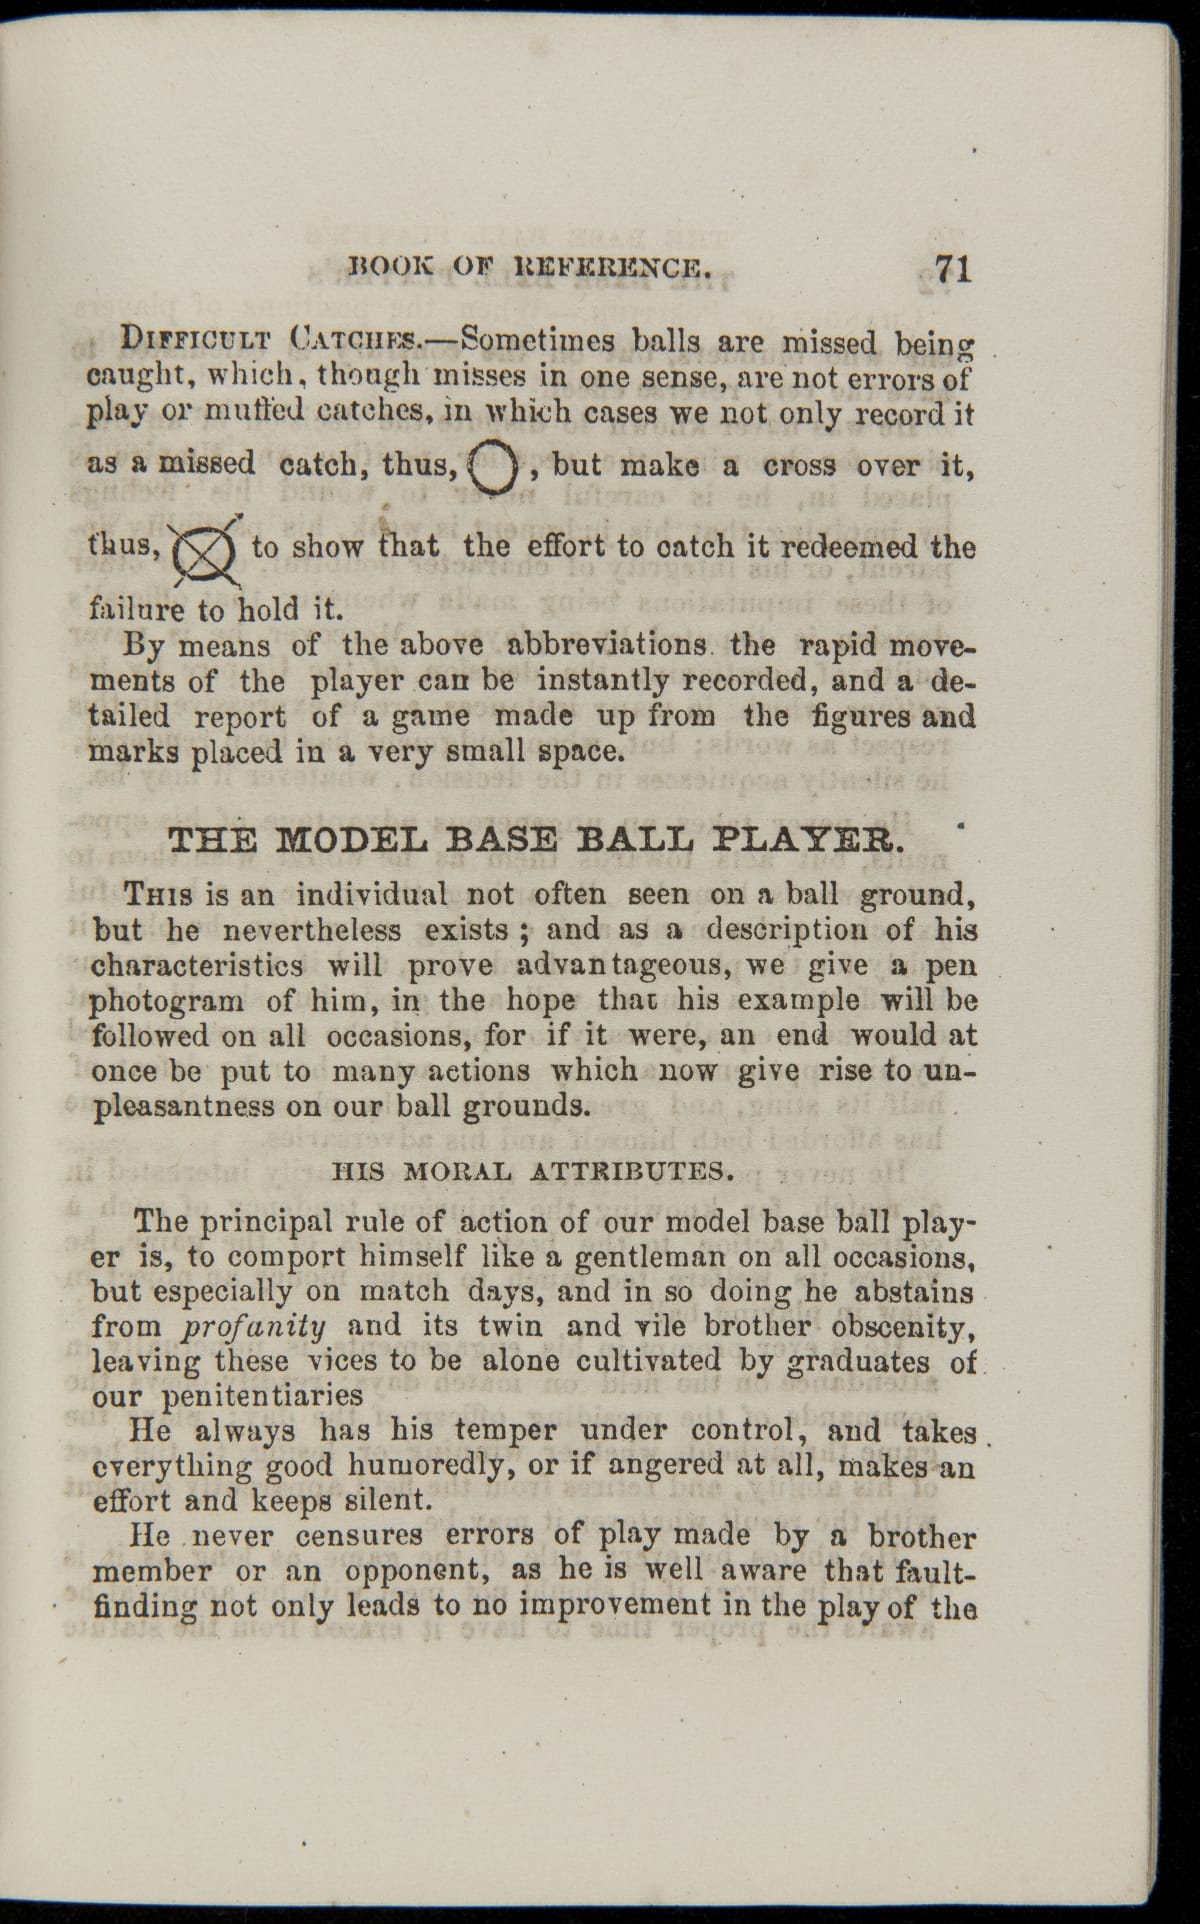 BOOK OF REFERENCE. 71
DIFFICULT CATCHES.—Sometimes balls are missed being
caught, which, though misses in one sense, are not errors of
play or muffed catches, in which cases we not only record it
as a missed catch, thus, ◯, but make a cross over it,
thus, to show that the effort to catch it redeemed the
failure to hold it.
By means of the above abbreviations. the rapid move-
ments of the player can be instantly recorded, and a de-
tailed report of a game made up from the figures and
marks placed in a very small space.
THE MODEL BASE BALL PLAYER.
THIS is an individual not often seen on a ball ground,
but he nevertheless exists ; and as a description of his
characteristics will prove advantageous, we give a pen
photogram of him, in the hope that his example will be
followed on all occasions, for if it were, an end would at
once be put to many actions which now give rise to un-
pleasantness on our ball grounds.
HIS MORAL ATTRIBUTES.
The principal rule of action of our model base ball play-
er is, to comport himself like a gentleman on all occasions,
but especially on match days, and in so doing he abstains
from profanity and its twin and vile brother obscenity,
leaving these vices to be alone cultivated by graduates of
our penitentiaries
He always has his temper under control, and takes
everything good humoredly, or if angered at all, makes an
effort and keeps silent.
He never censures errors of play made by a brother
member or an opponent, as he is well aware that fault-
finding not only leads to no improvement in the play of the